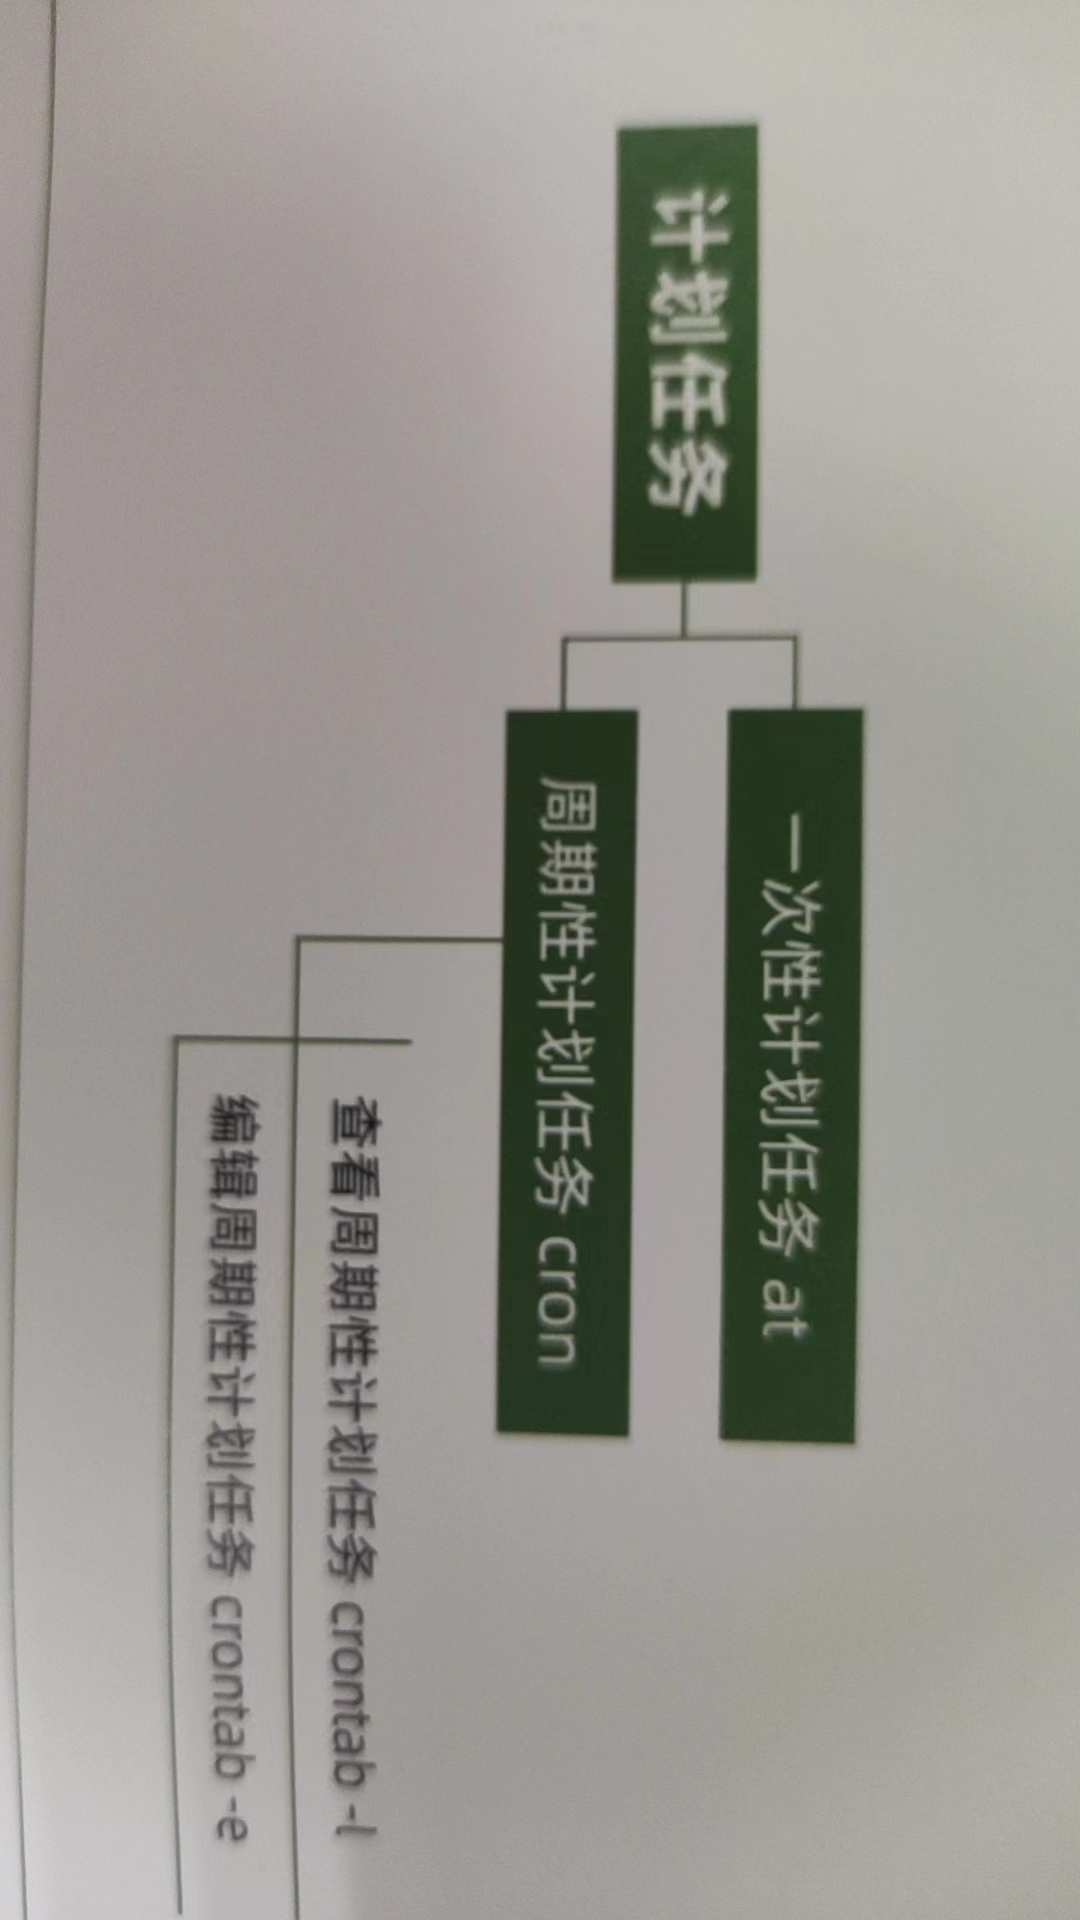 计划任务
一次性计划任务 at
周期性计划任务 cron
查看周期性计划任务 crontab -l
编辑周期性计划任务 crontab -e